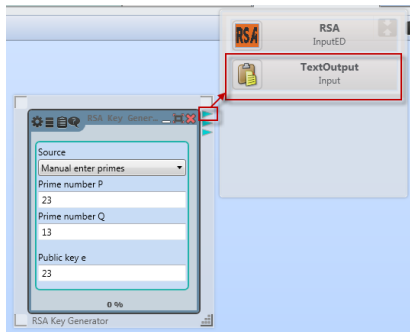 RSA
RSA
InputED
TextOutput
Input
RSA Key Gener...
Source
Manual enter primes
Prime number P
23
Prime number Q
13
Public key e
23
0 %
RSA Key Generator